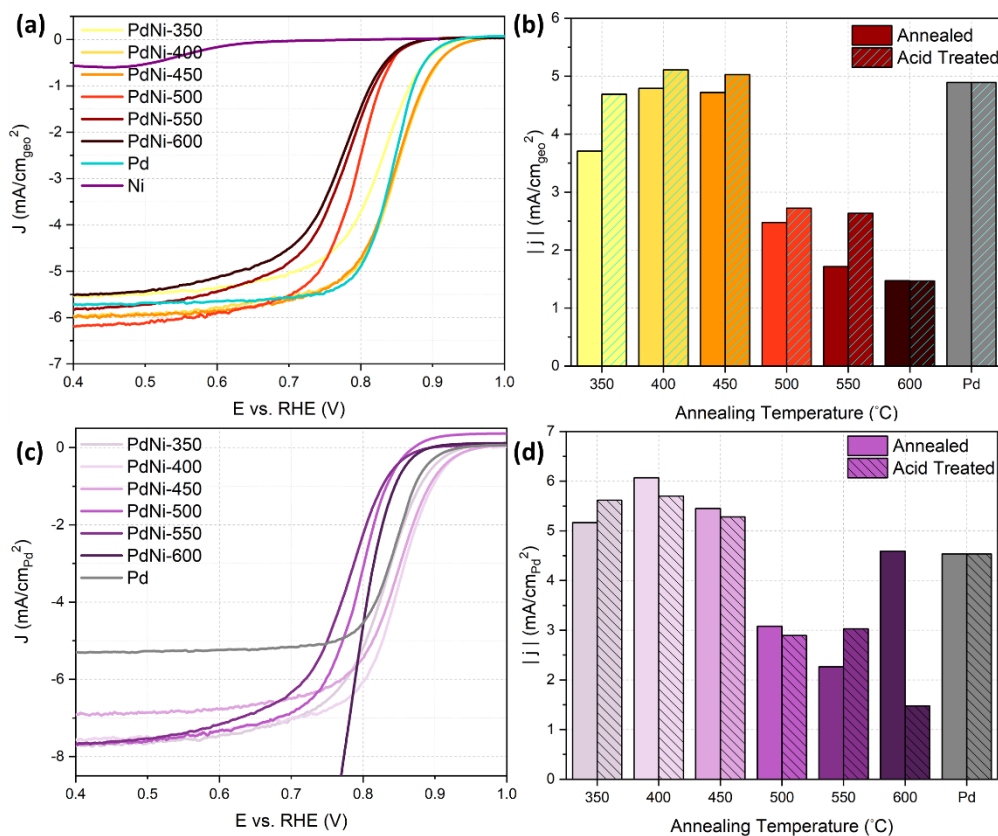 (a)
PdNi-350
PdNi-400
PdNi-450
PdNi-500
PdNi-550
PdNi-600
Pd
Ni
J (mA/cm_geo²)
0
-1
-2
-3
-4
-5
-6
-7
0.4 0.5 0.6 0.7 0.8 0.9 1.0
E vs. RHE (V)
(b)
Annealed
Acid Treated
| j | (mA/cm_geo²)
6
5
4
3
2
1
0
350 400 450 500 550 600 Pd
Annealing Temperature (°C)
(c)
PdNi-350
PdNi-400
PdNi-450
PdNi-500
PdNi-550
PdNi-600
Pd
J (mA/cm_Pd²)
0
-2
-4
-6
-8
0.4 0.5 0.6 0.7 0.8 0.9 1.0
E vs. RHE (V)
(d)
Annealed
Acid Treated
| j | (mA/cm_Pd²)
7
6
5
4
3
2
1
0
350 400 450 500 550 600 Pd
Annealing Temperature (°C)